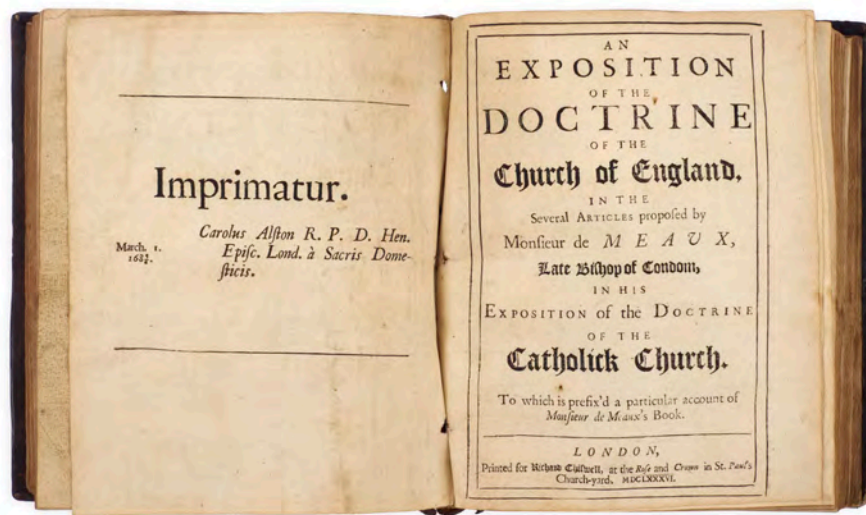 Imprimatur.
Carolus Alſton R. P. D. Hen.
March. 1.
Epiſc. Lond. à Sacris Dome-
ſticis.
AN
EXPOSITION
OF THE
DOCTRINE
OF THE
Church of England,
IN THE
Several ARTICLES propoſed by
Monſieur de MEAUX,
Late Biſhop of Condom,
IN HIS
EXPOSITION of the DOCTRINE
OF THE
Catholick Church.
To which is prefix'd a particular account of
Monſieur de Meaux's Book.
LONDON,
Printed for Richard Chiſwell, at the Roſe and Crown in St. Paul's
Church-yard. MDCLXXXVI.